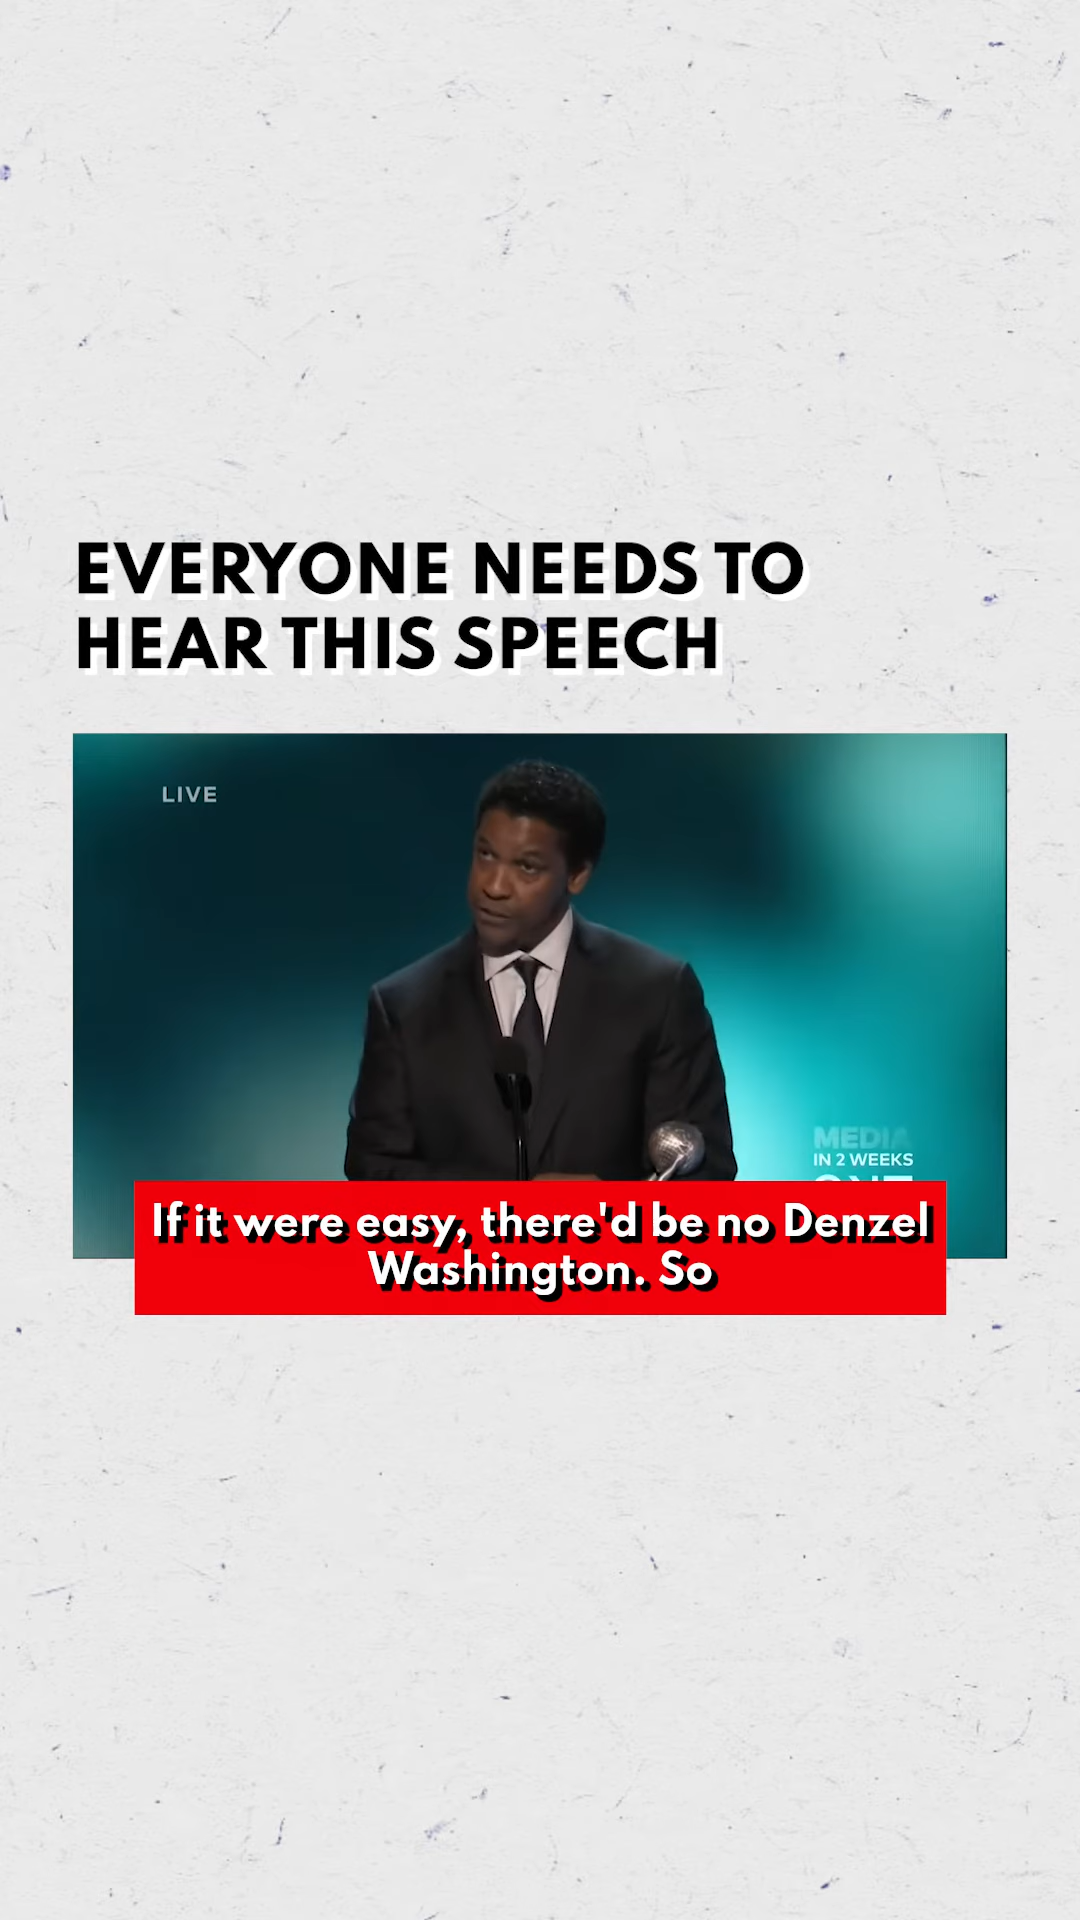 EVERYONE NEEDS TO
HEAR THIS SPEECH
LIVE
MEDIA
IN 2 WEEKS
If it were easy, there'd be no Denzel
Washington. So